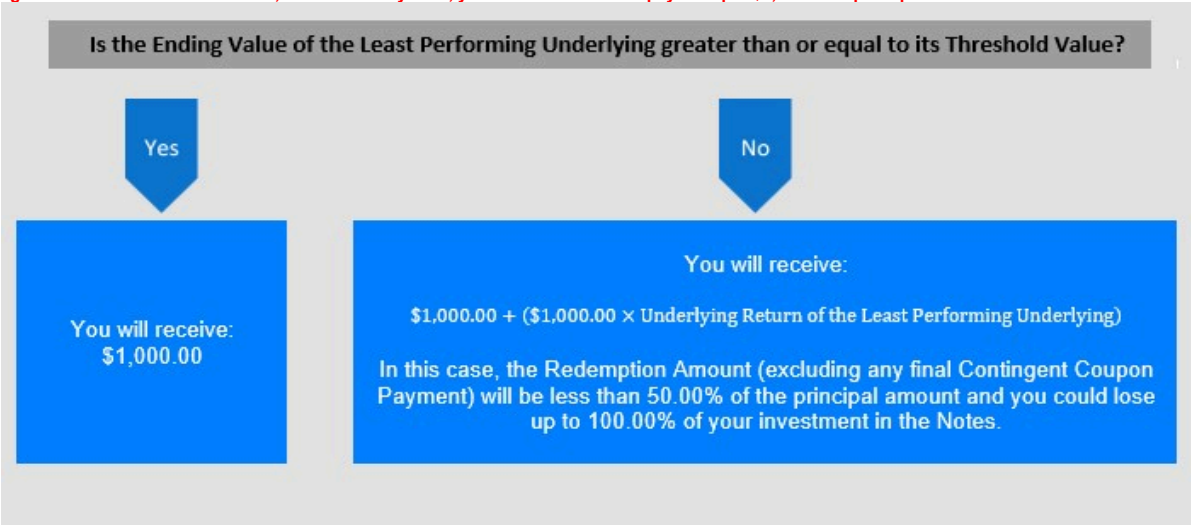 Is the Ending Value of the Least Performing Underlying greater than or equal to its Threshold Value?
Yes
No
You will receive:
$1,000.00
You will receive:
$1,000.00 + ($1,000.00 × Underlying Return of the Least Performing Underlying)
In this case, the Redemption Amount (excluding any final Contingent Coupon
Payment) will be less than 50.00% of the principal amount and you could lose
up to 100.00% of your investment in the Notes.